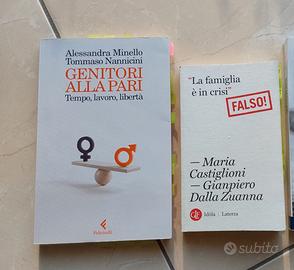 Alessandra Minello
Tommaso Nannicini
GENITORI
ALLA PARI
Tempo, lavoro, libertà
Feltrinelli
"La famiglia
è in crisi"
FALSO!
— Maria
Castiglioni
— Gianpiero
Dalla Zuanna
Idòla Laterza
subito